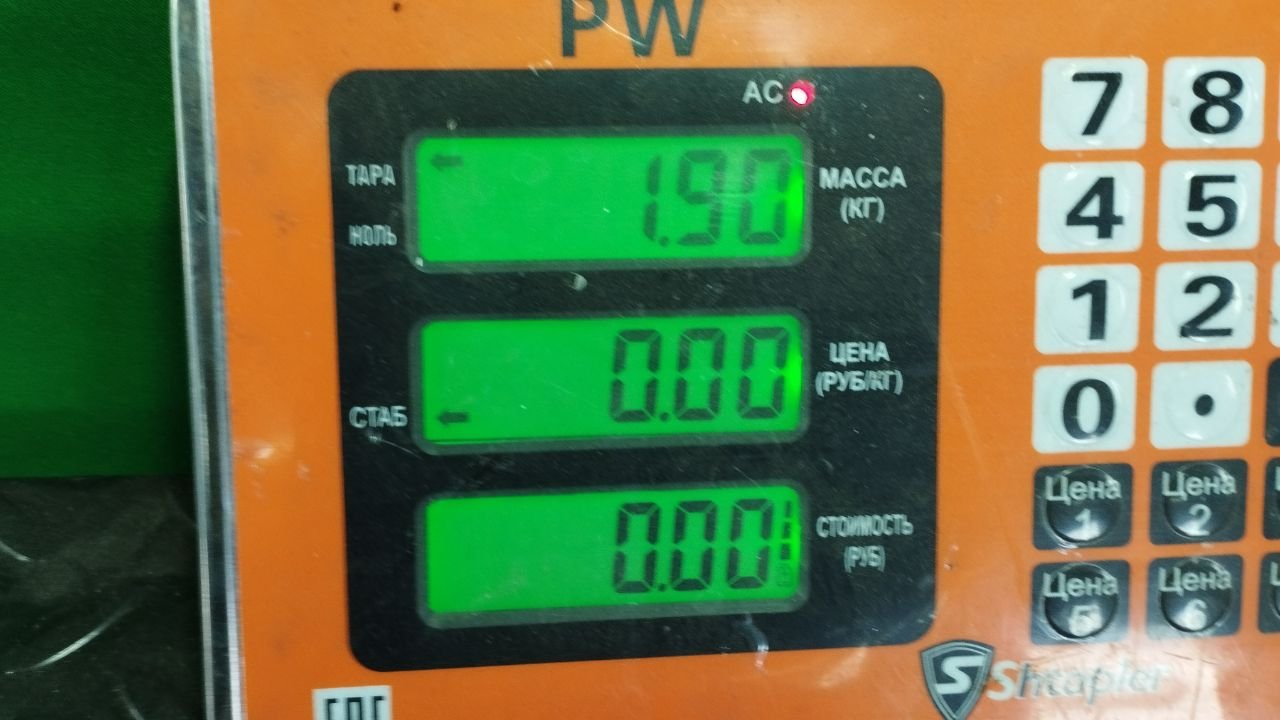 PW
AC
ТАРА
НОЛЬ
1.90
МАССА
(КГ)
СТАБ
0.00
ЦЕНА
(РУБ/КГ)
0.00
СТОИМОСТЬ
(РУБ)
7 8
4 5
1 2
0 .
Цена 1
Цена 2
Цена 5
Цена 6
S Shtapler